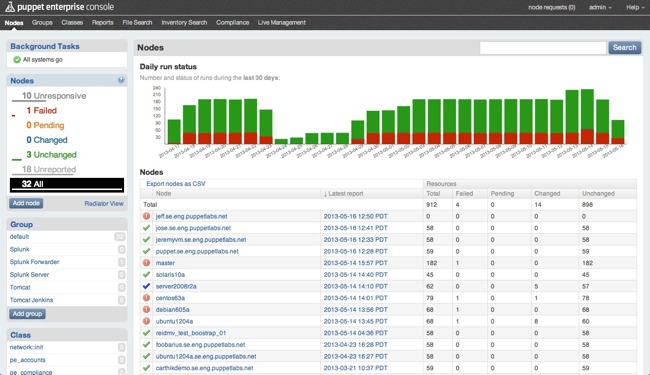 puppet enterprise console
node requests (0) admin Help
Nodes Groups Classes Reports File Search Inventory Search Compliance Live Management
Background Tasks
All systems go
Nodes
10 Unresponsive
1 Failed
0 Pending
0 Changed
3 Unchanged
18 Unreported
32 All
Add node Radiator View
Group
default
Splunk
Splunk Forwarder
Splunk Server
Tomcat
Tomcat Jenkins
Add group
Class
network::init
pe_accounts
pe_compliance
Nodes Search
Daily run status
Number and status of runs during the last 30 days:
240
210
180
150
120
90
60
30
Nodes
Export nodes as CSV Resources
Node ↓ Latest report Total Failed Pending Changed Unchanged
Total 912 4 0 14 898
jeff.se.eng.puppetlabs.net 2013-05-16 12:50 PDT 0 0 0 0 0
jose.se.eng.puppetlabs.net 2013-05-16 12:41 PDT 58 0 0 0 58
jeremyvm.se.eng.puppetlabs.net 2013-05-16 12:33 PDT 58 0 0 0 58
puppet.se.eng.puppetlabs.net 2013-05-16 12:28 PDT 59 0 0 0 59
master 2013-05-14 15:57 PDT 182 1 0 0 182
solaris10a 2013-05-14 14:40 PDT 45 0 0 0 45
server2008r2a 2013-05-14 14:10 PDT 62 0 0 5 57
centos63a 2013-05-14 14:01 PDT 79 1 0 1 78
debian605a 2013-05-14 13:56 PDT 68 1 0 0 68
ubuntu1204a 2013-05-14 13:45 PDT 68 1 0 8 60
reidmv_test_boostrap_01 2013-05-14 04:36 PDT 58 0 0 0 58
foobarius.se.eng.puppetlabs.net 2013-04-23 16:28 PDT 58 0 0 0 58
ubuntu1204a.se.eng.puppetlabs.net 2013-04-23 16:27 PDT 58 0 0 0 58
carthikdemo.se.eng.puppetlabs.net 2013-03-21 10:37 PDT 59 0 0 0 59